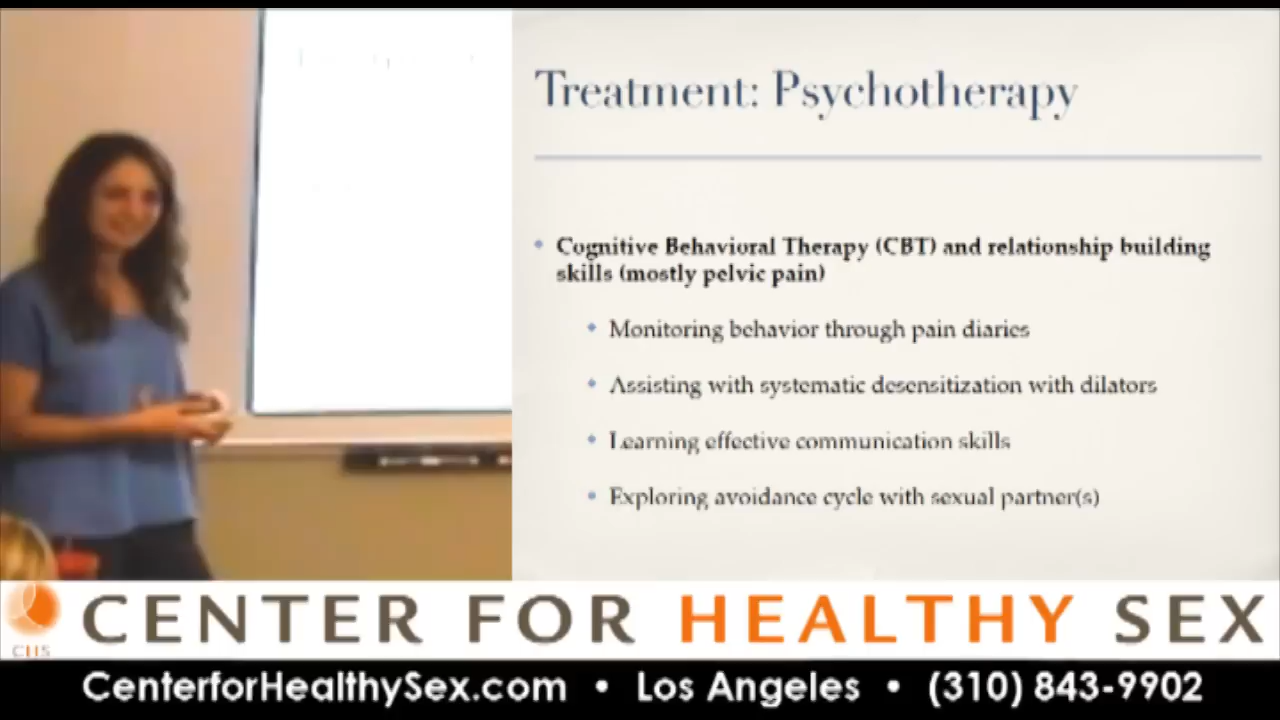 Treatment: Psychotherapy
Cognitive Behavioral Therapy (CBT) and relationship building
skills (mostly pelvic pain)
Monitoring behavior through pain diaries
Assisting with systematic desensitization with dilators
Learning effective communication skills
Exploring avoidance cycle with sexual partner(s)
CENTER FOR HEALTHY SEX
CHS
CenterforHealthySex.com • Los Angeles • (310) 843-9902